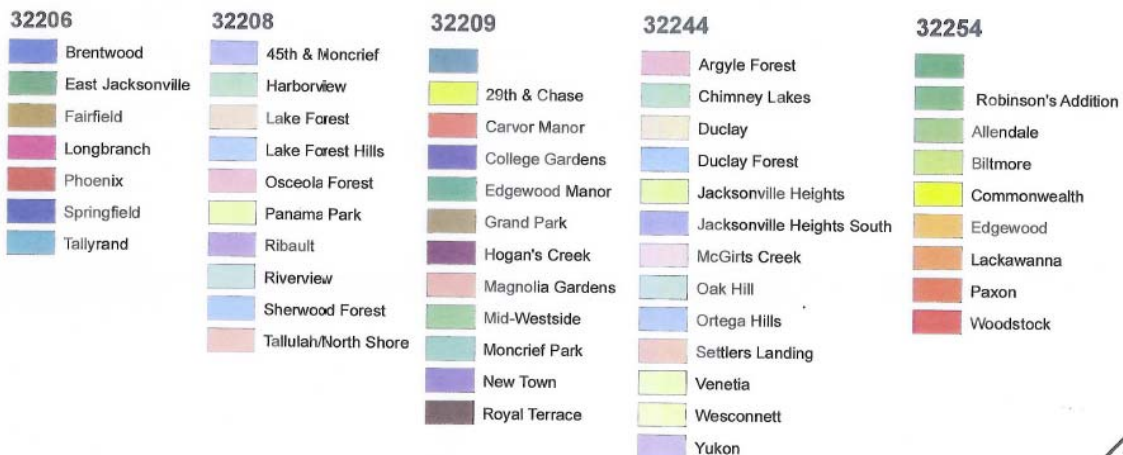 32206
Brentwood
East Jacksonville
Fairfield
Longbranch
Phoenix
Springfield
Tallyrand
32208
45th & Moncrief
Harborview
Lake Forest
Lake Forest Hills
Osceola Forest
Panama Park
Ribault
Riverview
Sherwood Forest
Tallulah/North Shore
32209
29th & Chase
Carvor Manor
College Gardens
Edgewood Manor
Grand Park
Hogan's Creek
Magnolia Gardens
Mid-Westside
Moncrief Park
New Town
Royal Terrace
32244
Argyle Forest
Chimney Lakes
Duclay
Duclay Forest
Jacksonville Heights
Jacksonville Heights South
McGirts Creek
Oak Hill
Ortega Hills
Settlers Landing
Venetia
Wesconnett
Yukon
32254
Robinson's Addition
Allendale
Biltmore
Commonwealth
Edgewood
Lackawanna
Paxon
Woodstock